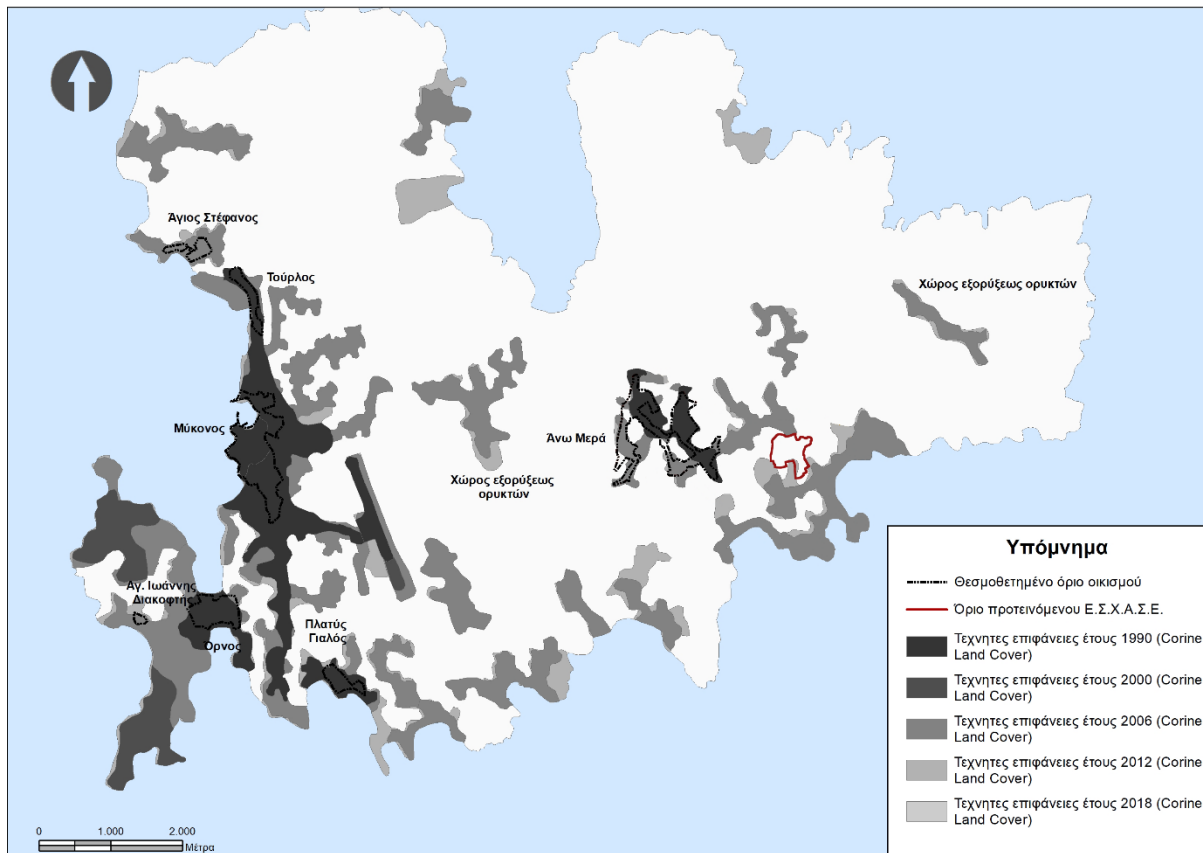 Άγιος Στέφανος
Τούρλος
Χώρος εξορύξεως ορυκτών
Μύκονος
Άνω Μερά
Χώρος εξορύξεως
ορυκτών
Αγ. Ιωάννης
Διακοφτής
Όρνος
Πλατύς
Γιαλός
Υπόμνημα
Θεσμοθετημένο όριο οικισμού
Όριο προτεινόμενου Ε.Σ.Χ.Α.Σ.Ε.
Τεχνητες επιφάνειες έτους 1990 (Corine
Land Cover)
Τεχνητες επιφάνειες έτους 2000 (Corine
Land Cover)
Τεχνητες επιφάνειες έτους 2006 (Corine
Land Cover)
Τεχνητες επιφάνειες έτους 2012 (Corine
Land Cover)
Τεχνητες επιφάνειες έτους 2018 (Corine
Land Cover)
0 1.000 2.000
Μέτρα